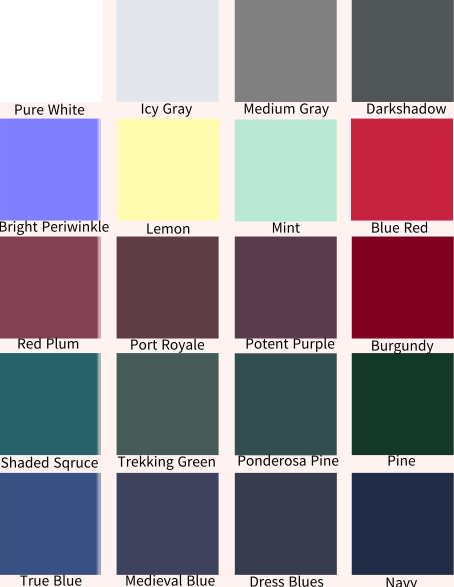 Pure White
Icy Gray
Medium Gray
Darkshadow
Bright Periwinkle
Lemon
Mint
Blue Red
Red Plum
Port Royale
Potent Purple
Burgundy
Shaded Sqruce
Trekking Green
Ponderosa Pine
Pine
True Blue
Medieval Blue
Dress Blues
Navy